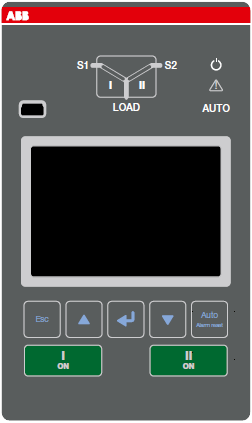 ABB
S1 S2
I II
LOAD
AUTO
Esc
Auto
Alarm reset
I
ON
II
ON